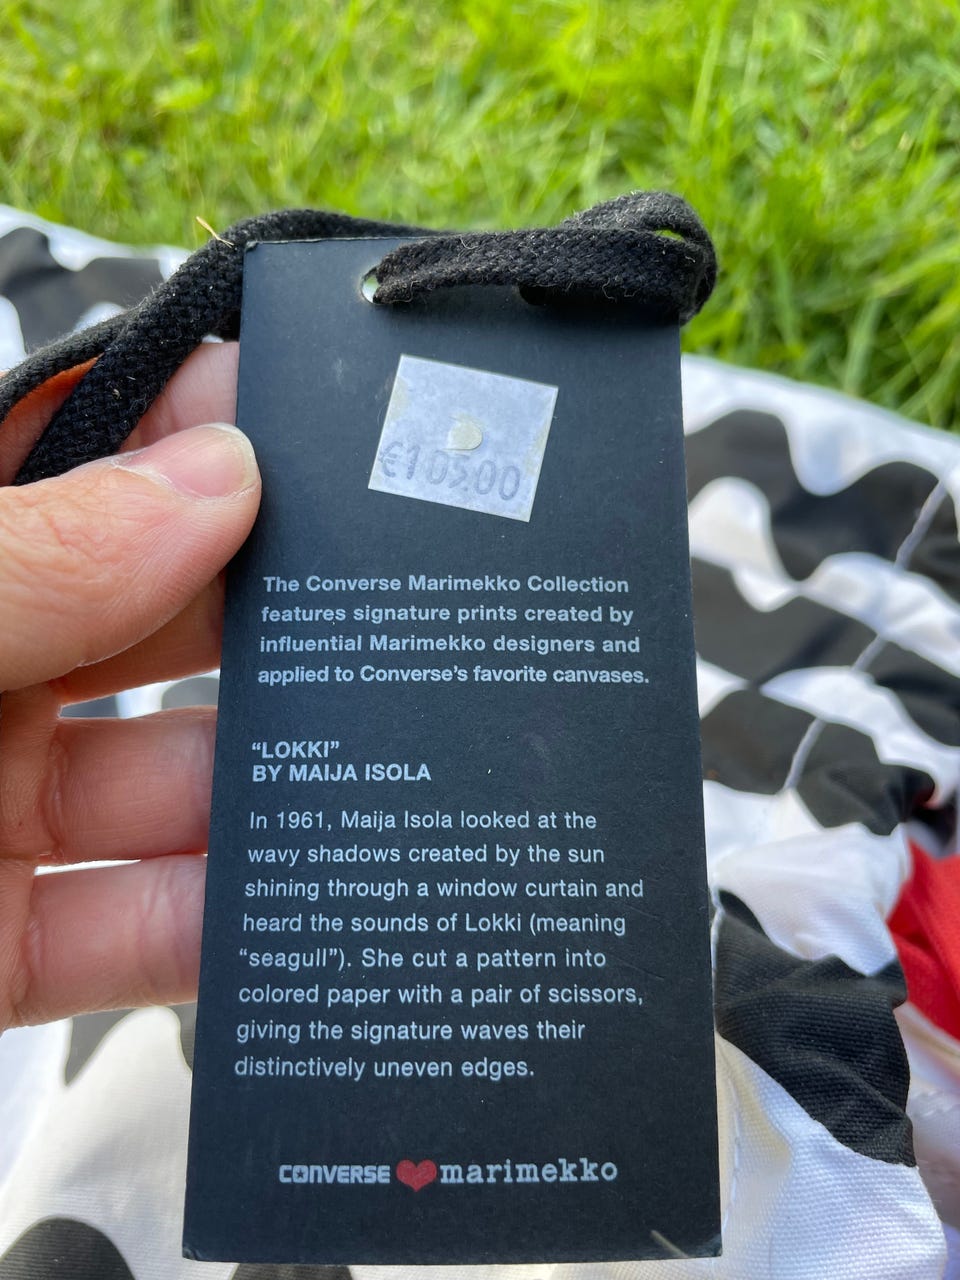 €105.00
The Converse Marimekko Collection
features signature prints created by
influential Marimekko designers and
applied to Converse's favorite canvases.
“LOKKI”
BY MAIJA ISOLA
In 1961, Maija Isola looked at the
wavy shadows created by the sun
shining through a window curtain and
heard the sounds of Lokki (meaning
“seagull”). She cut a pattern into
colored paper with a pair of scissors,
giving the signature waves their
distinctively uneven edges.
CONVERSE marimekko